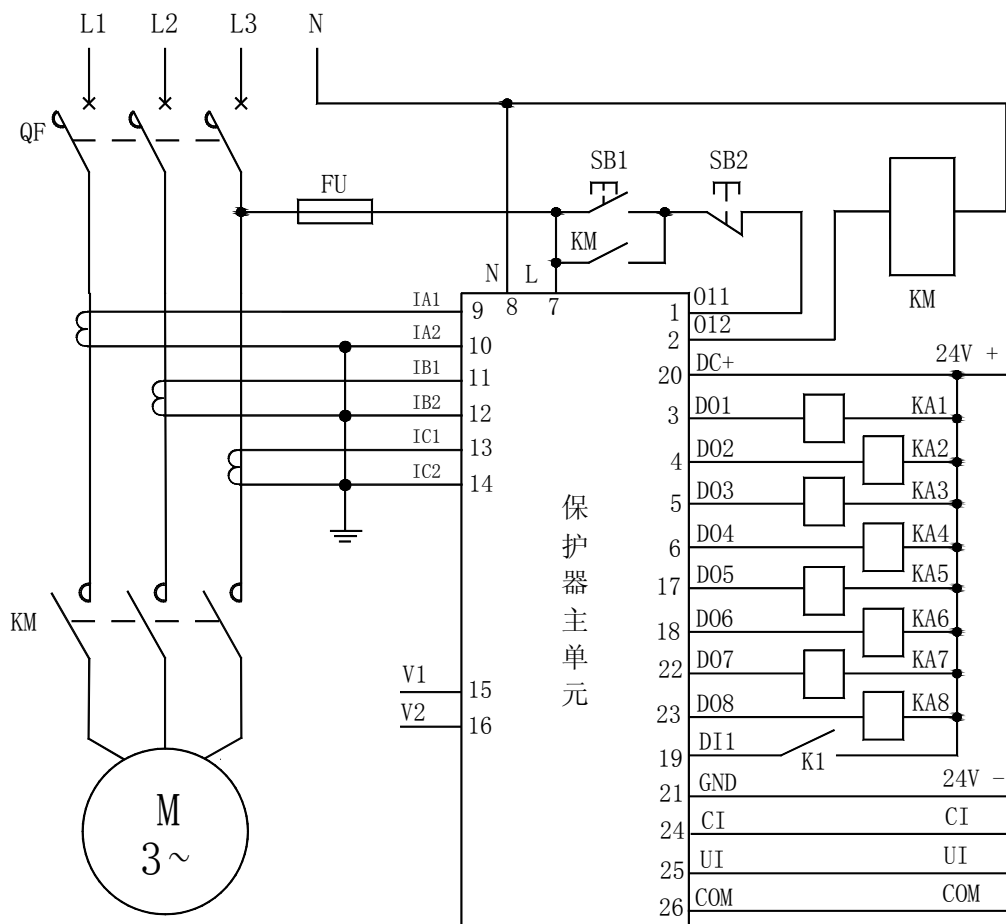 L1 L2 L3 N
QF
FU
SB1 SB2
KM
KM
N L
8 7
IA1 9
IA2 10
IB1 11
IB2 12
IC1 13
IC2 14
1 O11
2 O12
20 DC+ 24V +
3 DO1 KA1
4 DO2 KA2
5 DO3 KA3
6 DO4 KA4
17 DO5 KA5
18 DO6 KA6
22 DO7 KA7
23 DO8 KA8
19 DI1 K1
21 GND 24V -
24 CI CI
25 UI UI
26 COM COM
保护器主单元
KM
V1 15
V2 16
M
3~